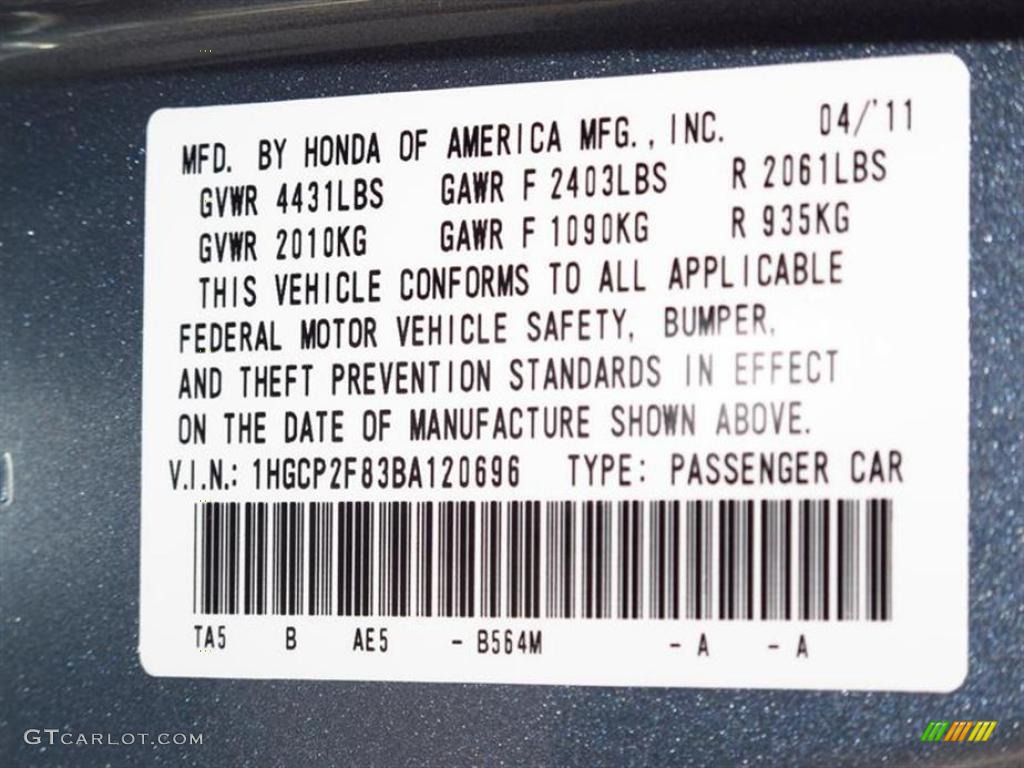 MFD. BY HONDA OF AMERICA MFG., INC. 04/'11
GVWR 4431LBS GAWR F 2403LBS R 2061LBS
GVWR 2010KG GAWR F 1090KG R 935KG
THIS VEHICLE CONFORMS TO ALL APPLICABLE
FEDERAL MOTOR VEHICLE SAFETY, BUMPER,
AND THEFT PREVENTION STANDARDS IN EFFECT
ON THE DATE OF MANUFACTURE SHOWN ABOVE.
V.I.N.: 1HGCP2F83BA120696 TYPE: PASSENGER CAR
TA5 B AE5 - B564M - A - A
GTCARLOT.COM